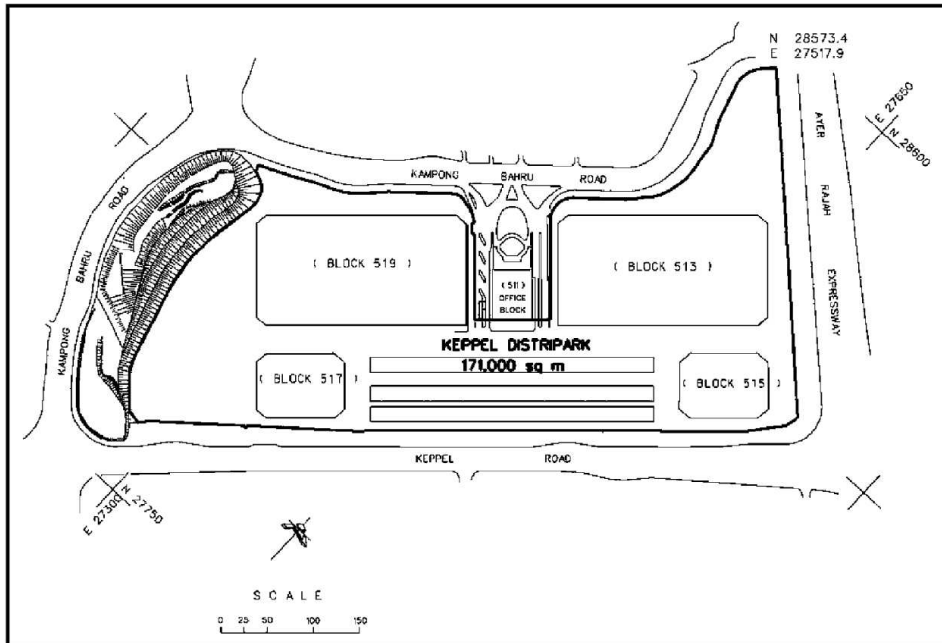 N 28573.4
E 27517.9
E 27650
N 28600
AYER RAJAH EXPRESSWAY
KAMPONG BAHRU ROAD
KAMPONG BAHRU ROAD
( BLOCK 519 )
( BLOCK 513 )
( 511 )
OFFICE
BLOCK
KEPPEL DISTRIPARK
171,000 sq m
( BLOCK 517 )
( BLOCK 515 )
KEPPEL ROAD
E 27300
N 27750
SCALE
0 25 50 100 150